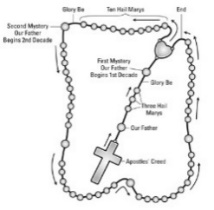 Glory Be
Ten Hail Marys
End
Second Mystery
Our Father
Begins 2nd Decade
First Mystery
Our Father
Begins 1st Decade
Glory Be
Three Hail
Marys
Our Father
Apostles' Creed